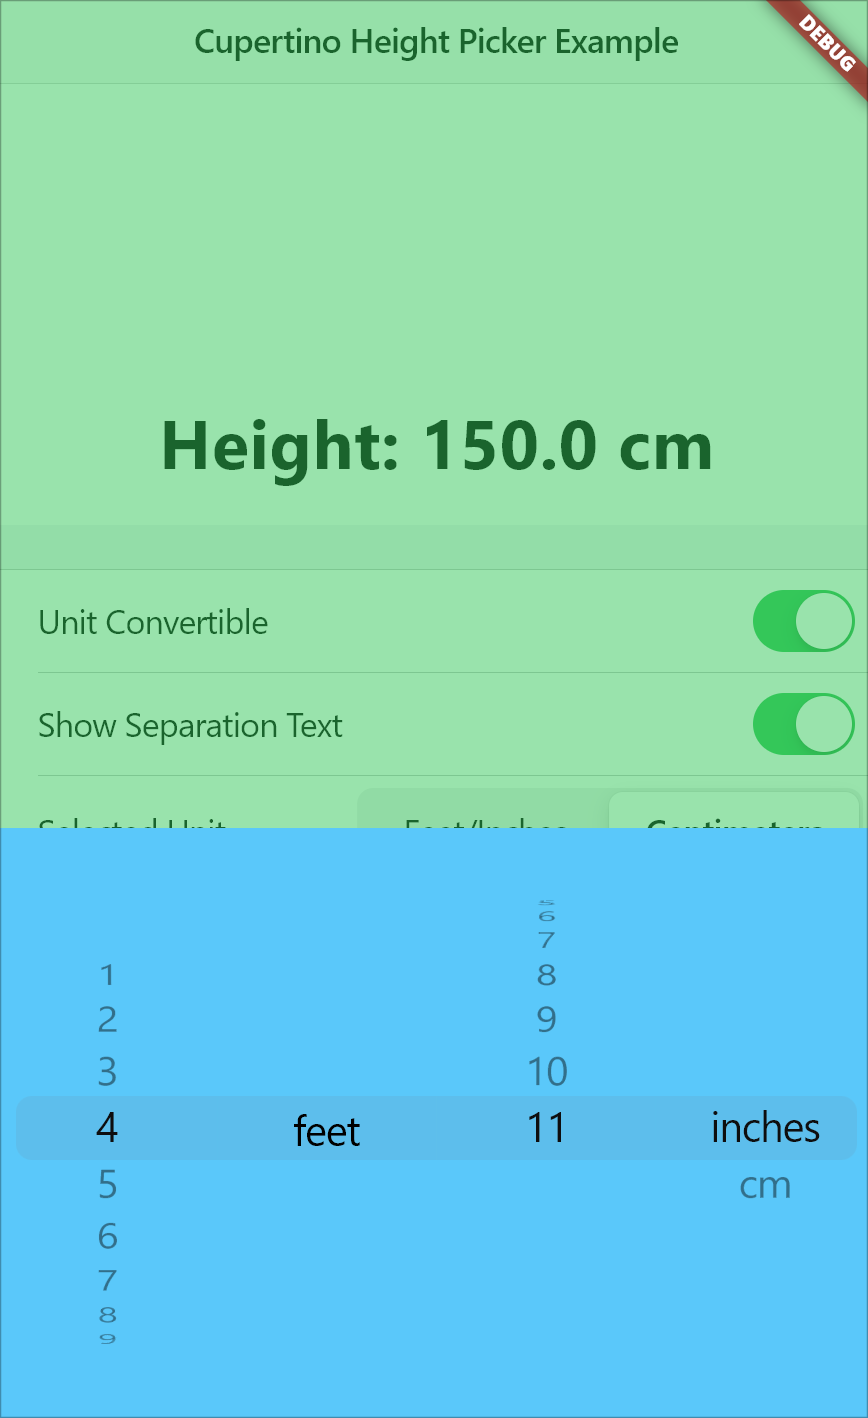 Cupertino Height Picker Example
DEBUG
Height: 150.0 cm
Unit Convertible
Show Separation Text
Selected Unit Feet/Inches Centimeters
5
6
7
1 8
2 9
3 10
4 feet 11 inches
5 cm
6
7
8
9